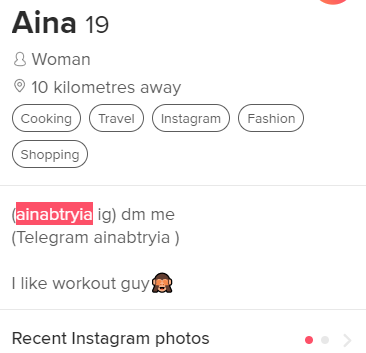 Aina 19
Woman
10 kilometres away
Cooking Travel Instagram Fashion
Shopping
(ainabtryia ig) dm me
(Telegram ainabtryia )
I like workout guy🙈
Recent Instagram photos